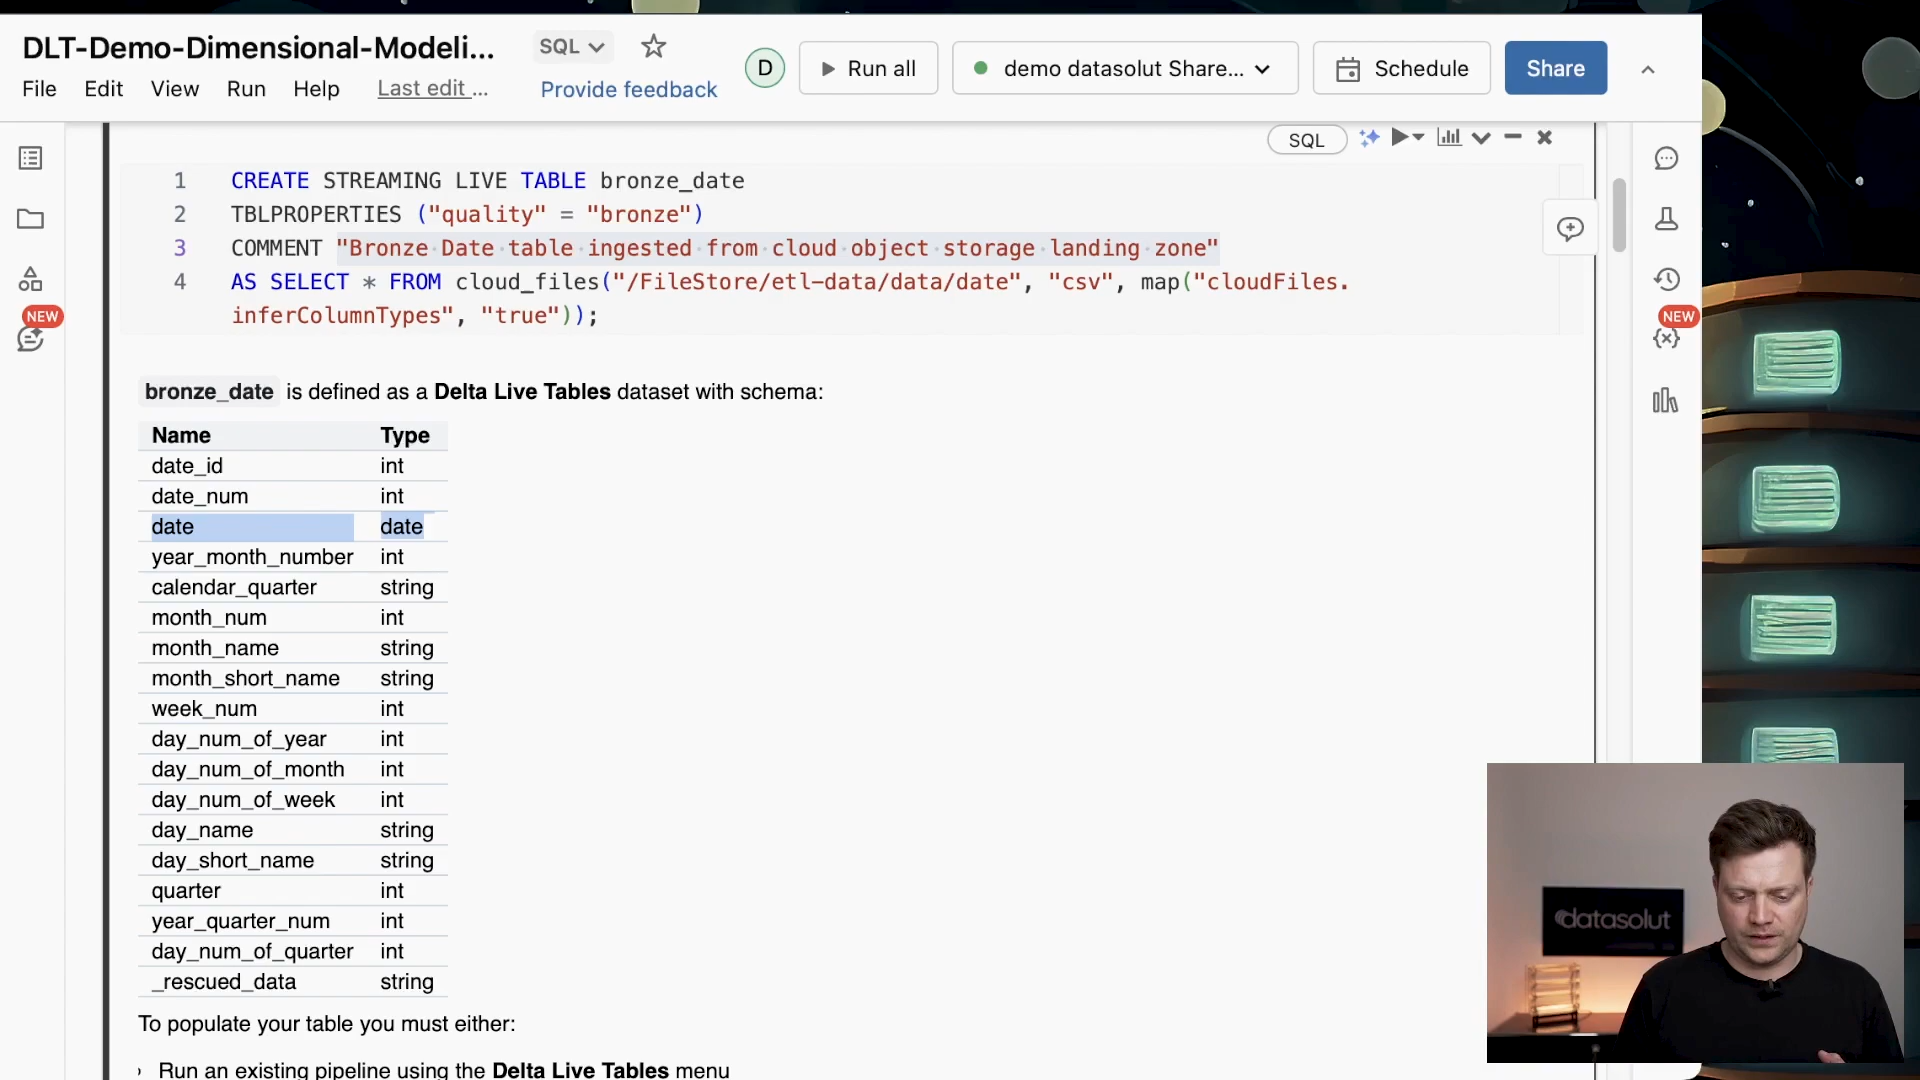 DLT-Demo-Dimensional-Modeli...
SQL
File Edit View Run Help Last edit ...
Provide feedback
D
Run all
demo datasolut Share...
Schedule
Share
SQL
1 CREATE STREAMING LIVE TABLE bronze_date
2 TBLPROPERTIES ("quality" = "bronze")
3 COMMENT "Bronze Date table ingested from cloud object storage landing zone"
4 AS SELECT * FROM cloud_files("/FileStore/etl-data/data/date", "csv", map("cloudFiles.
inferColumnTypes", "true"));
NEW
NEW
bronze_date is defined as a Delta Live Tables dataset with schema:
Name Type
date_id int
date_num int
date date
year_month_number int
calendar_quarter string
month_num int
month_name string
month_short_name string
week_num int
day_num_of_year int
day_num_of_month int
day_num_of_week int
day_name string
day_short_name string
quarter int
year_quarter_num int
day_num_of_quarter int
_rescued_data string
To populate your table you must either:
Run an existing pipeline using the Delta Live Tables menu
datasolut